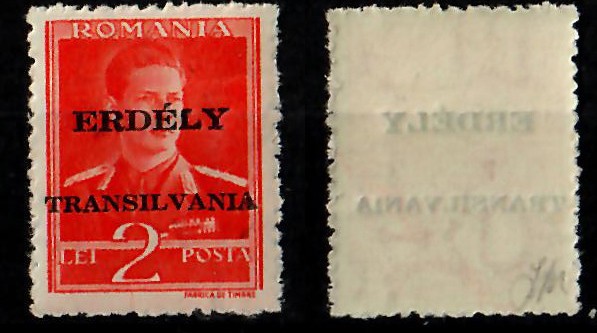 ROMANIA
ERDÉLY
TRANSILVANIA
LEI 2 POSTA
FABRICA DE TIMBRE
ERDÉLY
TRANSILVANIA